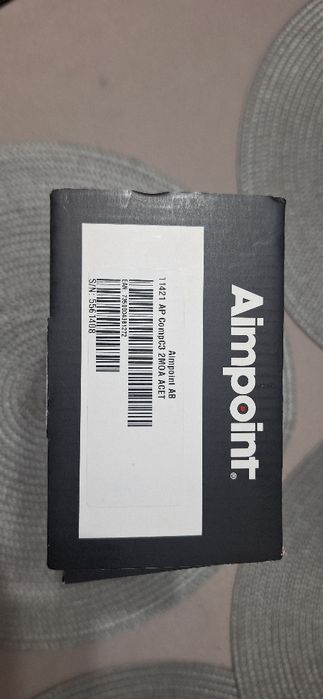 Aimpoint®
Aimpoint AB
11421 AP CompC3 2MOA ACET
S/N: 5561408